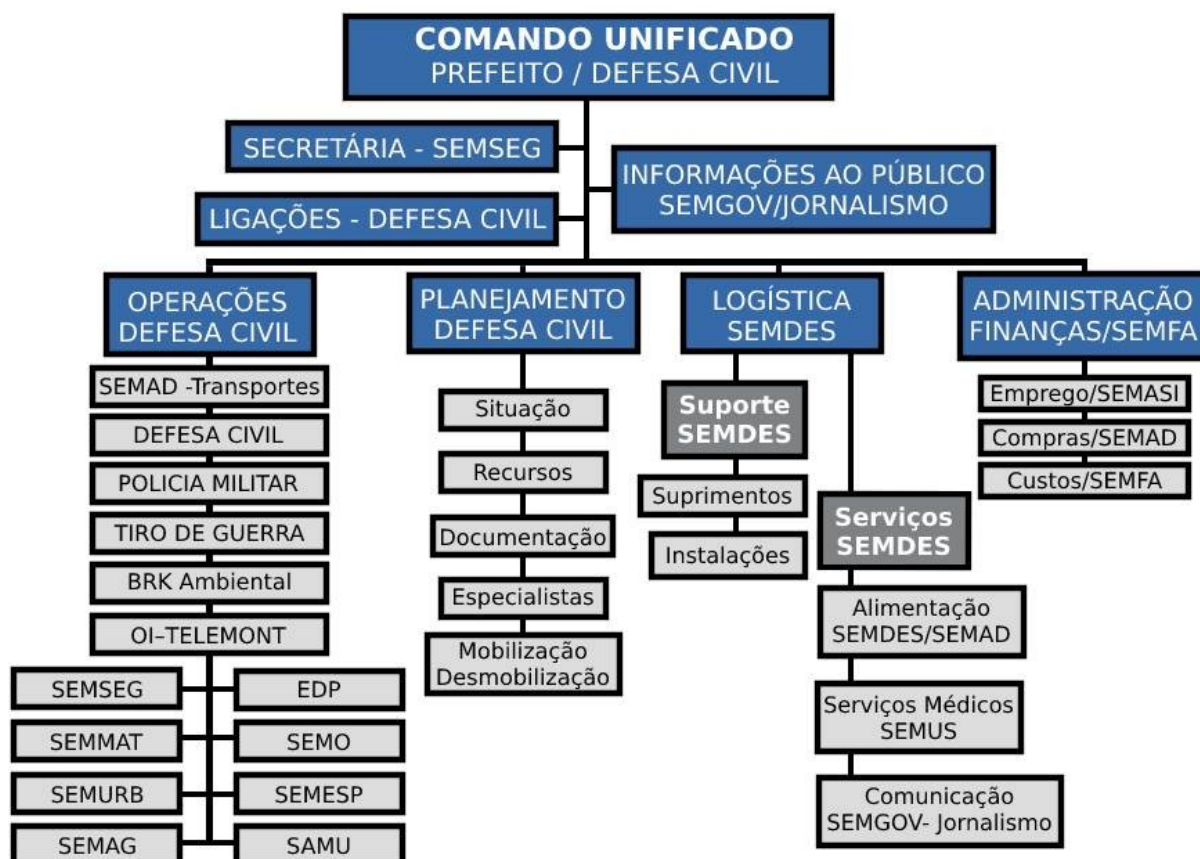 COMANDO UNIFICADO
PREFEITO / DEFESA CIVIL
SECRETÁRIA - SEMSEG
INFORMAÇÕES AO PÚBLICO
SEMGOV/JORNALISMO
LIGAÇÕES - DEFESA CIVIL
OPERAÇÕES
DEFESA CIVIL
SEMAD -Transportes
DEFESA CIVIL
POLICIA MILITAR
TIRO DE GUERRA
BRK Ambiental
OI–TELEMONT
SEMSEG
EDP
SEMMAT
SEMO
SEMURB
SEMESP
SEMAG
SAMU
PLANEJAMENTO
DEFESA CIVIL
Situação
Recursos
Documentação
Especialistas
Mobilização
Desmobilização
LOGÍSTICA
SEMDES
Suporte
SEMDES
Suprimentos
Instalações
Serviços
SEMDES
Alimentação
SEMDES/SEMAD
Serviços Médicos
SEMUS
Comunicação
SEMGOV- Jornalismo
ADMINISTRAÇÃO
FINANÇAS/SEMFA
Emprego/SEMASI
Compras/SEMAD
Custos/SEMFA